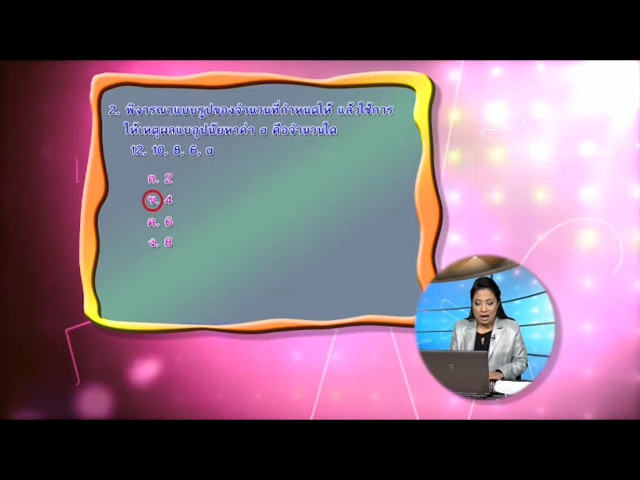 2. พิจารณาแบบรูปของจำนวนที่กำหนดให้ แล้วใช้การ
ให้เหตุผลแบบอุปนัยหาค่า a คือจำนวนใด
12, 10, 8, 6, a
ก. 2
ข. 4
ค. 6
ง. 8